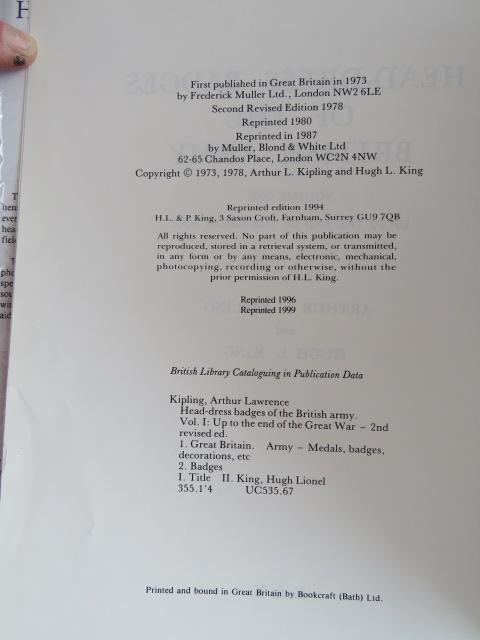 First published in Great Britain in 1973
by Frederick Muller Ltd., London NW2 6LE
Second Revised Edition 1978
Reprinted 1980
Reprinted in 1987
by Muller, Blond & White Ltd
62-65 Chandos Place, London WC2N 4NW
Copyright © 1973, 1978, Arthur L. Kipling and Hugh L. King
Reprinted edition 1994
H.L. & P. King, 3 Saxon Croft, Farnham, Surrey GU9 7QB
All rights reserved. No part of this publication may be
reproduced, stored in a retrieval system, or transmitted,
in any form or by any means, electronic, mechanical,
photocopying, recording or otherwise, without the
prior permission of H.L. King.
Reprinted 1996
Reprinted 1999
British Library Cataloguing in Publication Data
Kipling, Arthur Lawrence
Head-dress badges of the British army.
Vol. I: Up to the end of the Great War – 2nd
revised ed.
1. Great Britain. Army – Medals, badges,
decorations, etc
2. Badges
I. Title II. King, Hugh Lionel
355.1'4 UC535.67
Printed and bound in Great Britain by Bookcraft (Bath) Ltd.